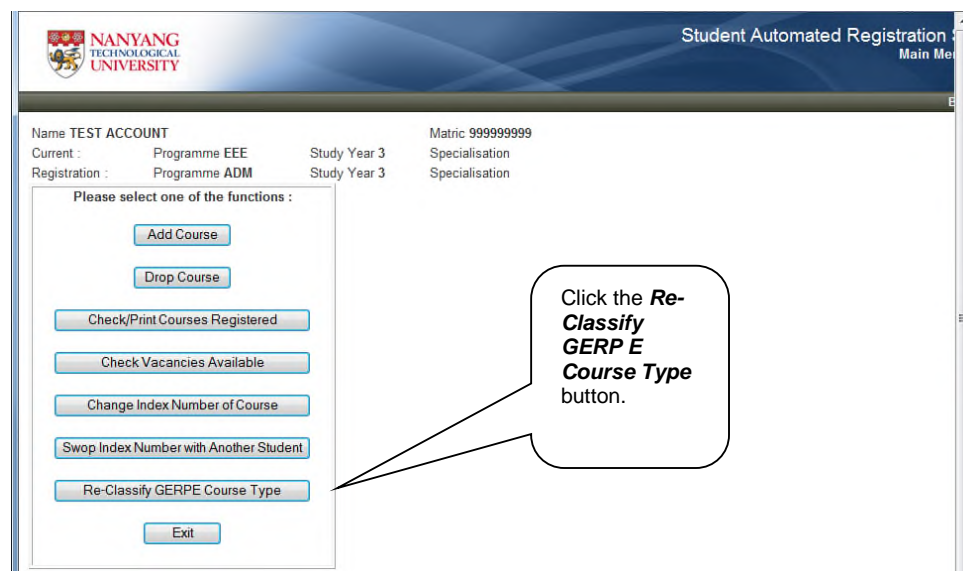 NANYANG
TECHNOLOGICAL
UNIVERSITY
Student Automated Registration
Main
Name TEST ACCOUNT Matric 999999999
Current : Programme EEE Study Year 3 Specialisation
Registration : Programme ADM Study Year 3 Specialisation
Please select one of the functions :
Add Course
Drop Course
Check/Print Courses Registered
Check Vacancies Available
Change Index Number of Course
Swop Index Number with Another Student
Re-Classify GERPE Course Type
Exit
Click the Re-
Classify
GERP E
Course Type
button.